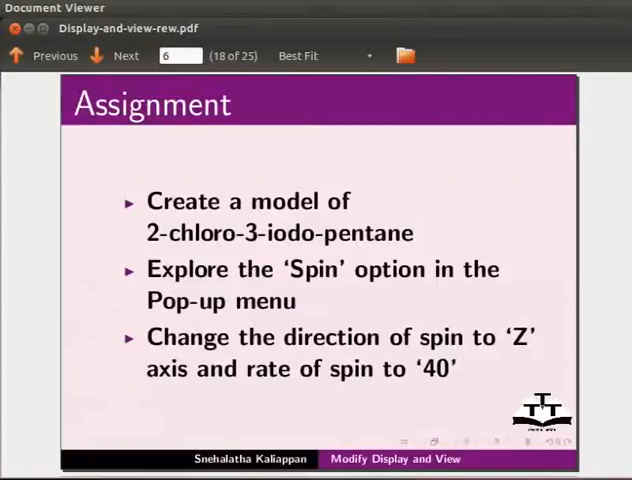 Document Viewer
Display-and-view-rew.pdf
Previous Next 6 (18 of 25) Best Fit
Assignment
Create a model of
2-chloro-3-iodo-pentane
Explore the ‘Spin’ option in the
Pop-up menu
Change the direction of spin to ‘Z’
axis and rate of spin to ‘40’
Snehalatha Kaliappan Modify Display and View